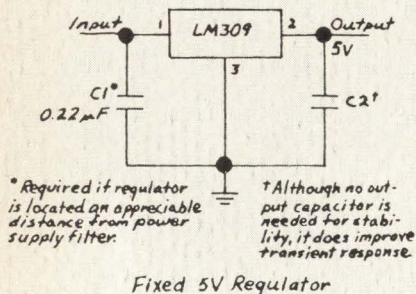 Input
1
LM309
2
Output
5V
3
C1*
0.22µF
C2†
*Required if regulator
is located an appreciable
distance from power
supply filter.
†Although no out-
put capacitor is
needed for stabi-
lity, it does improve
transient response.
Fixed 5V Regulator